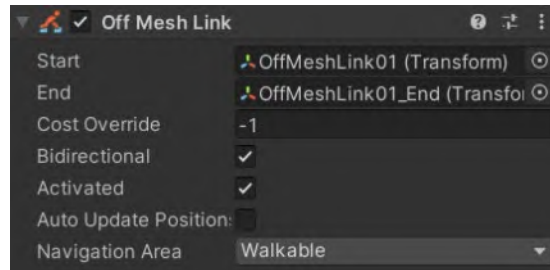 Off Mesh Link
Start OffMeshLink01 (Transform)
End OffMeshLink01_End (Transfor
Cost Override -1
Bidirectional
Activated
Auto Update Position:
Navigation Area Walkable